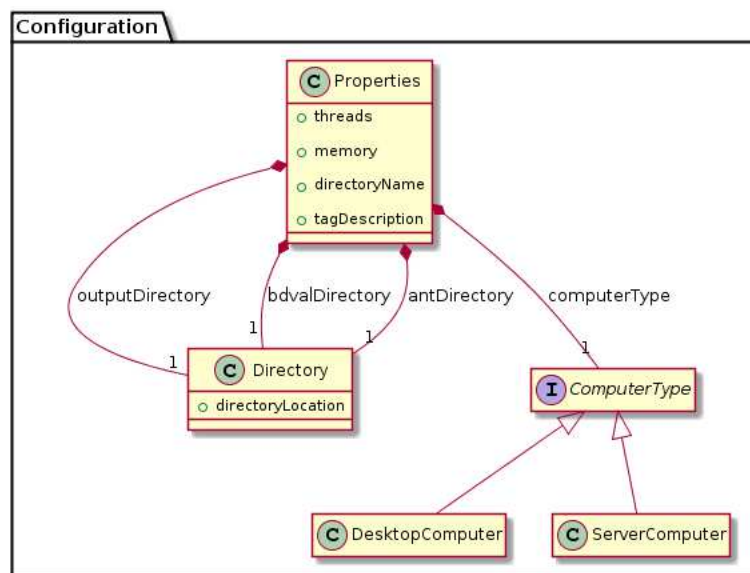 Configuration
C Properties
threads
memory
directoryName
tagDescription
outputDirectory
bdvalDirectory
antDirectory
computerType
1
1
1
1
C Directory
directoryLocation
I ComputerType
C DesktopComputer
C ServerComputer